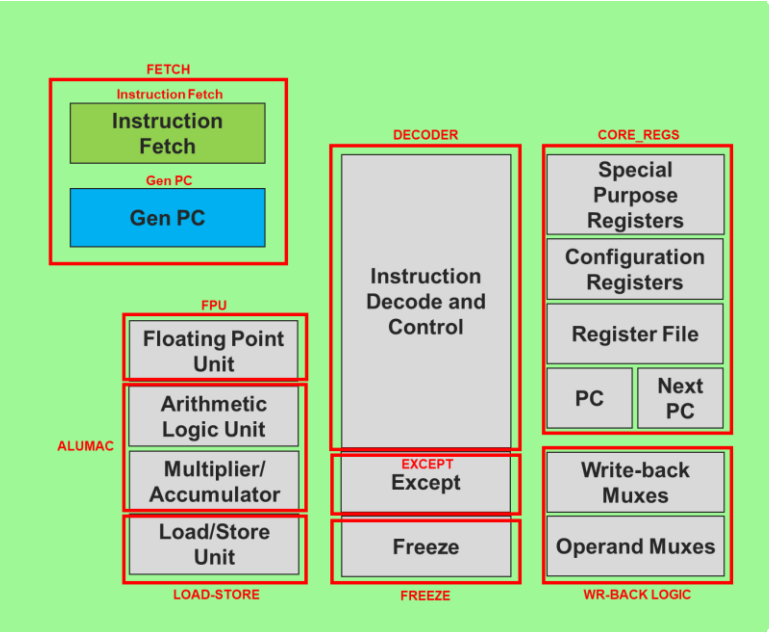 FETCH
Instruction Fetch
Instruction
Fetch
Gen PC
Gen PC
FPU
Floating Point
Unit
ALUMAC
Arithmetic
Logic Unit
Multiplier/
Accumulator
Load/Store
Unit
LOAD-STORE
DECODER
Instruction
Decode and
Control
EXCEPT
Except
Freeze
FREEZE
CORE_REGS
Special
Purpose
Registers
Configuration
Registers
Register File
PC
Next
PC
Write-back
Muxes
Operand Muxes
WR-BACK LOGIC